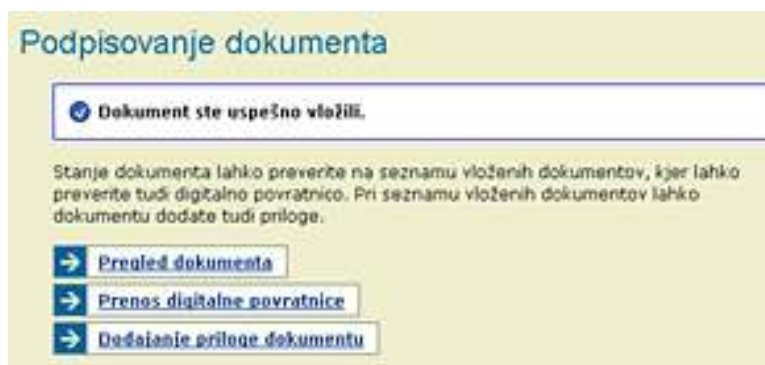 Podpisovanje dokumenta
Dokument ste uspešno vložili.
Stanje dokumenta lahko preverite na seznamu vloženih dokumentov, kjer lahko
preverite tudi digitalno povratnico. Pri seznamu vloženih dokumentov lahko
dokumentu dodate tudi priloge.
Pregled dokumenta
Prenos digitalne povratnice
Dodajanje priloge dokumentu